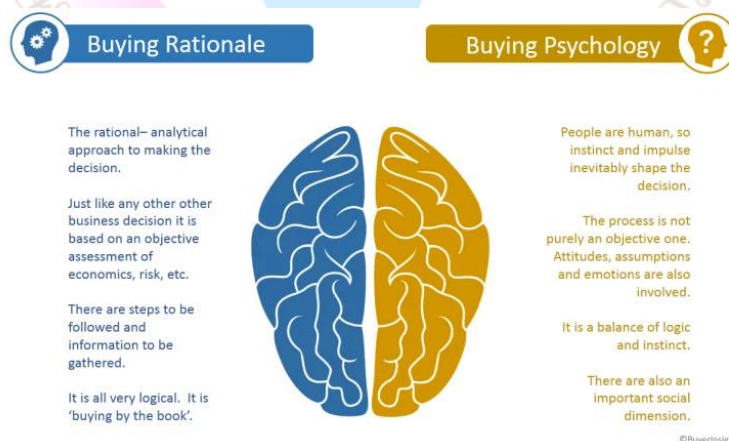 Buying Rationale
Buying Psychology
?
The rational– analytical
approach to making the
decision.
Just like any other other
business decision it is
based on an objective
assessment of
economics, risk, etc.
There are steps to be
followed and
information to be
gathered.
It is all very logical. It is
‘buying by the book’.
People are human, so
instinct and impulse
inevitably shape the
decision.
The process is not
purely an objective one.
Attitudes, assumptions
and emotions are also
involved.
It is a balance of logic
and instinct.
There are also an
important social
dimension.